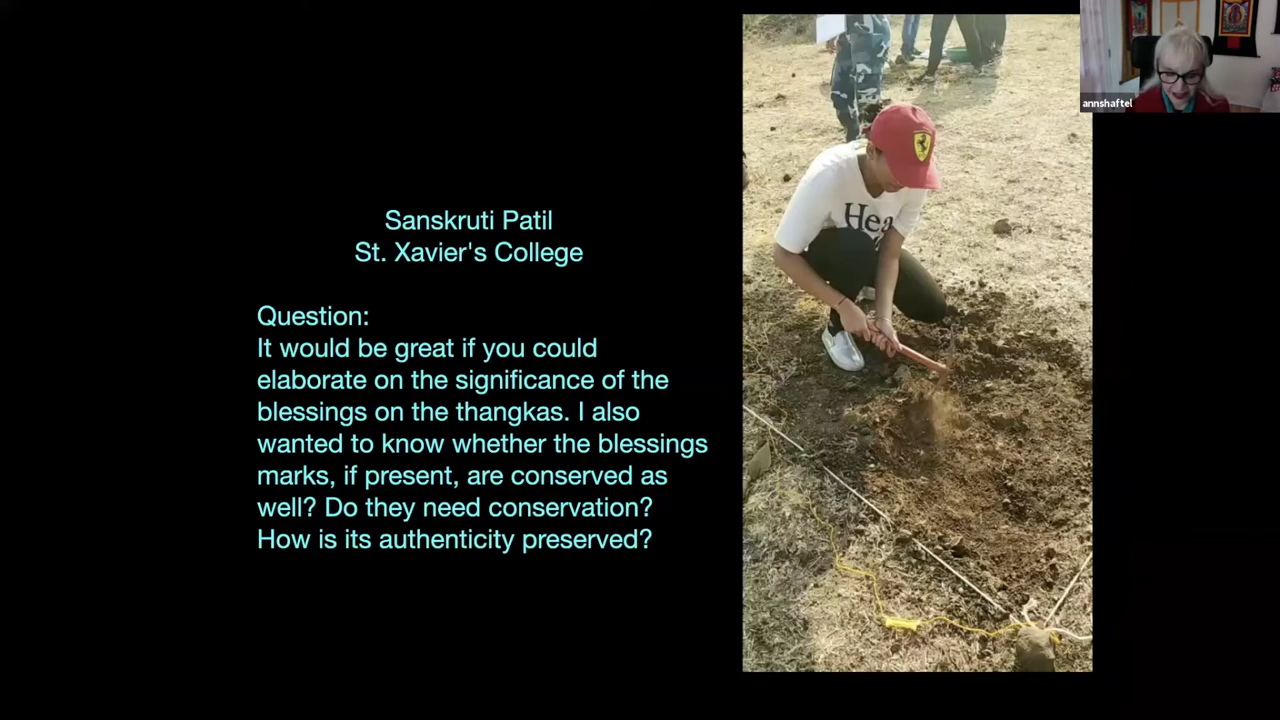 Sanskruti Patil
St. Xavier's College
Question:
It would be great if you could
elaborate on the significance of the
blessings on the thangkas. I also
wanted to know whether the blessings
marks, if present, are conserved as
well? Do they need conservation?
How is its authenticity preserved?
Hea
annshaftel